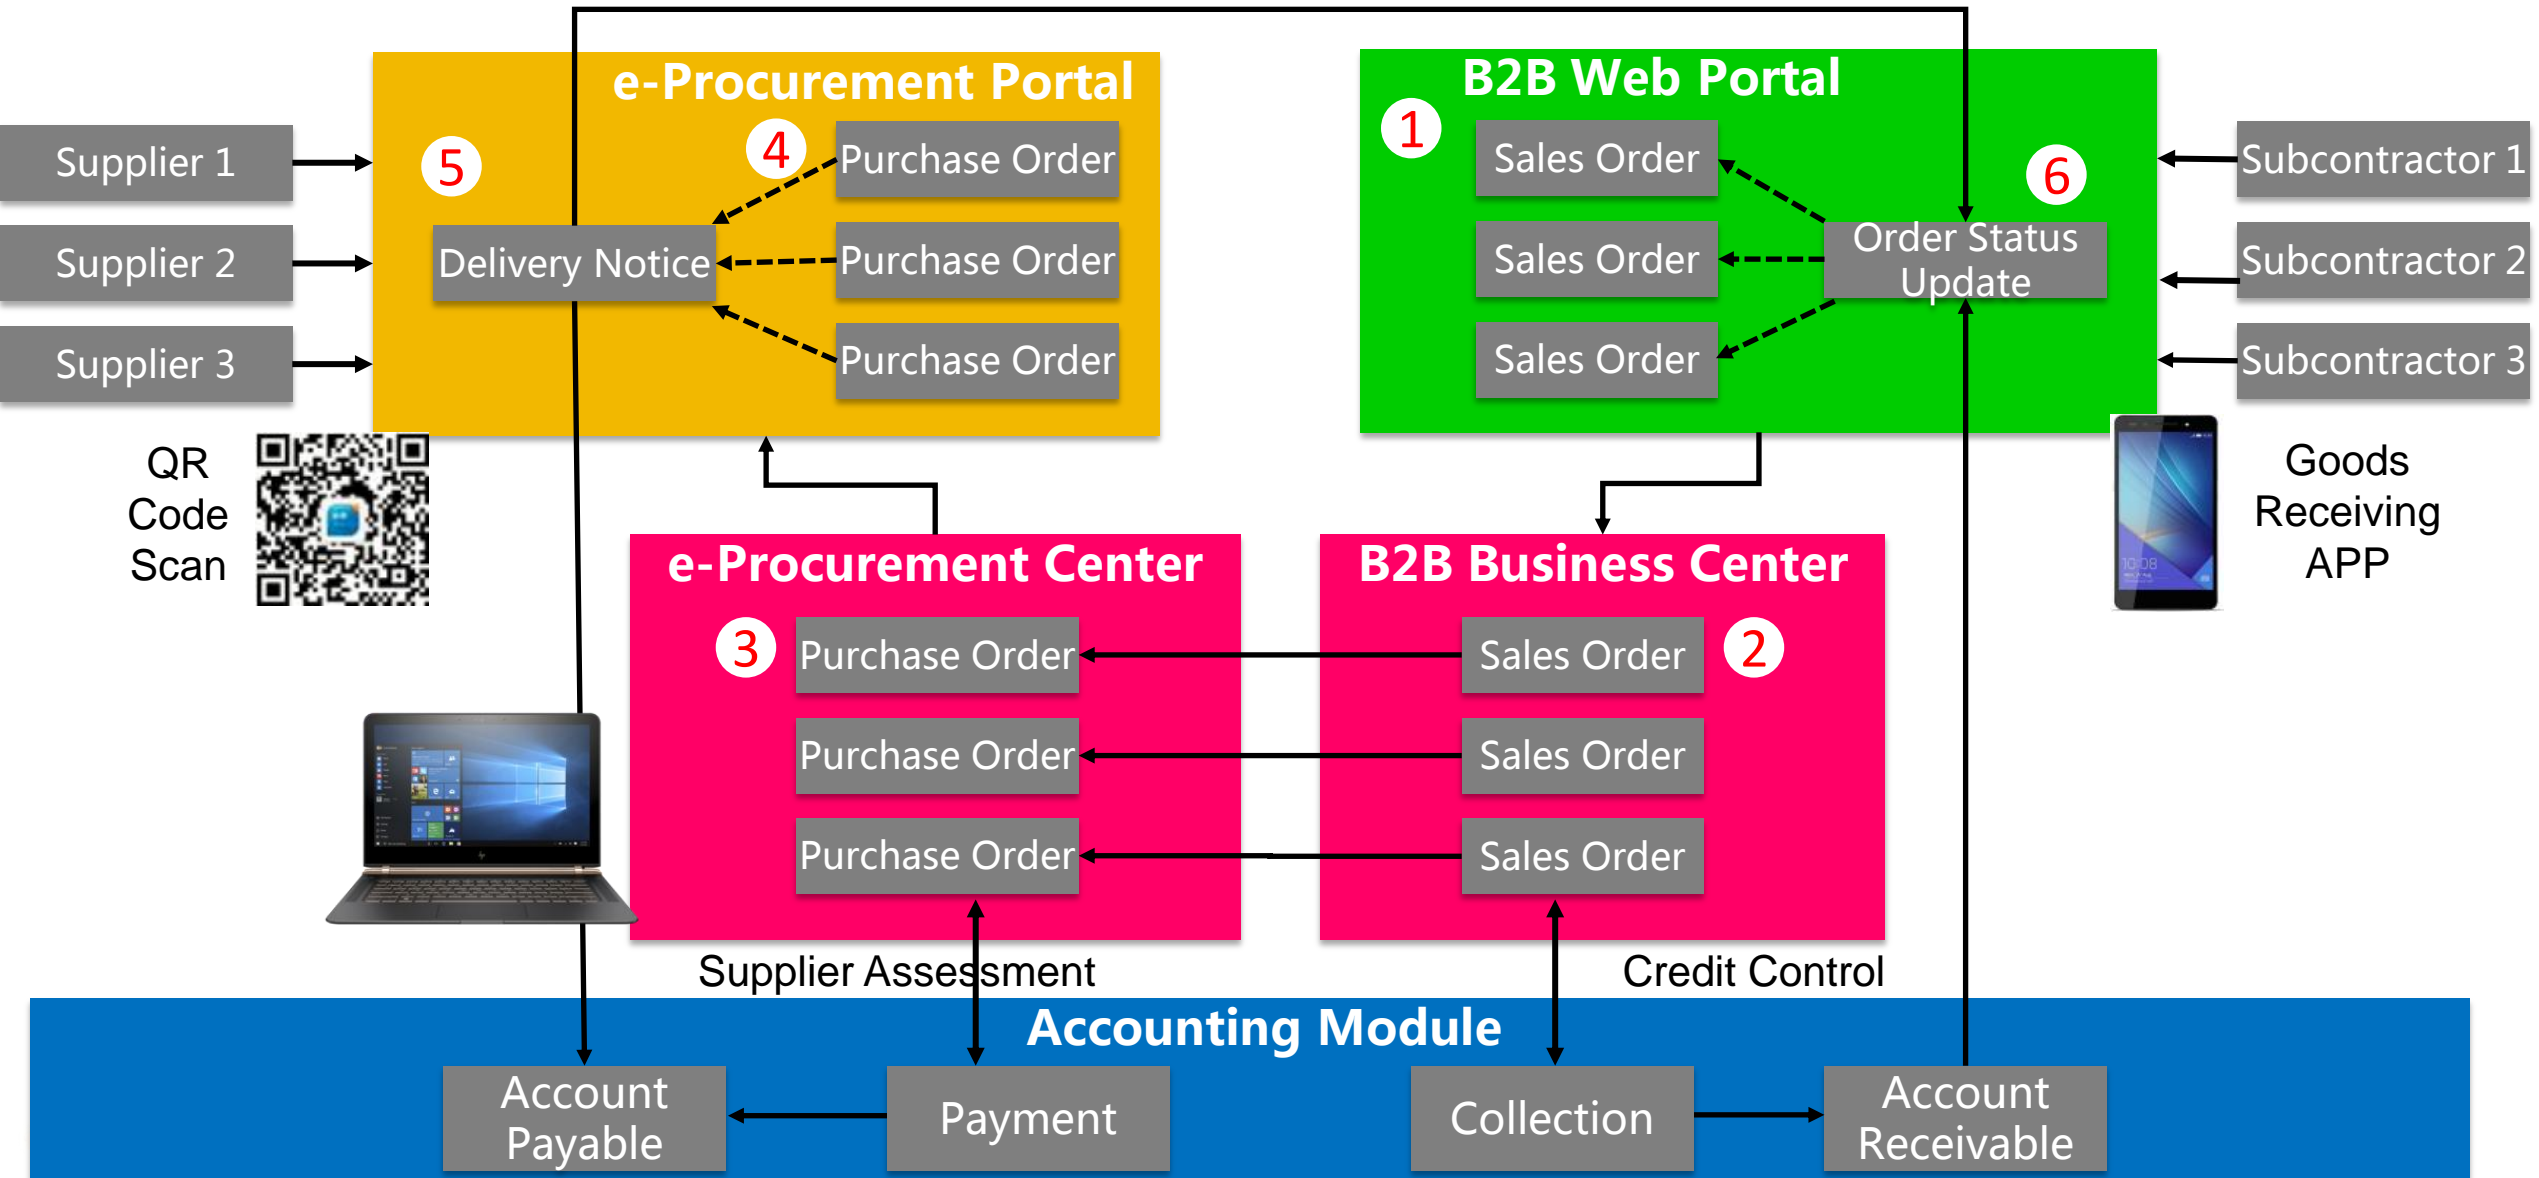 e-Procurement Portal
B2B Web Portal
Supplier 1
Supplier 2
Supplier 3
5
4
Purchase Order
Purchase Order
Purchase Order
Delivery Notice
1
Sales Order
Sales Order
Sales Order
6
Order Status
Update
Subcontractor 1
Subcontractor 2
Subcontractor 3
QR
Code
Scan
Goods
Receiving
APP
10:08
e-Procurement Center
B2B Business Center
3
Purchase Order
Purchase Order
Purchase Order
Sales Order
Sales Order
Sales Order
2
Supplier Assessment
Credit Control
Accounting Module
Account
Payable
Payment
Collection
Account
Receivable